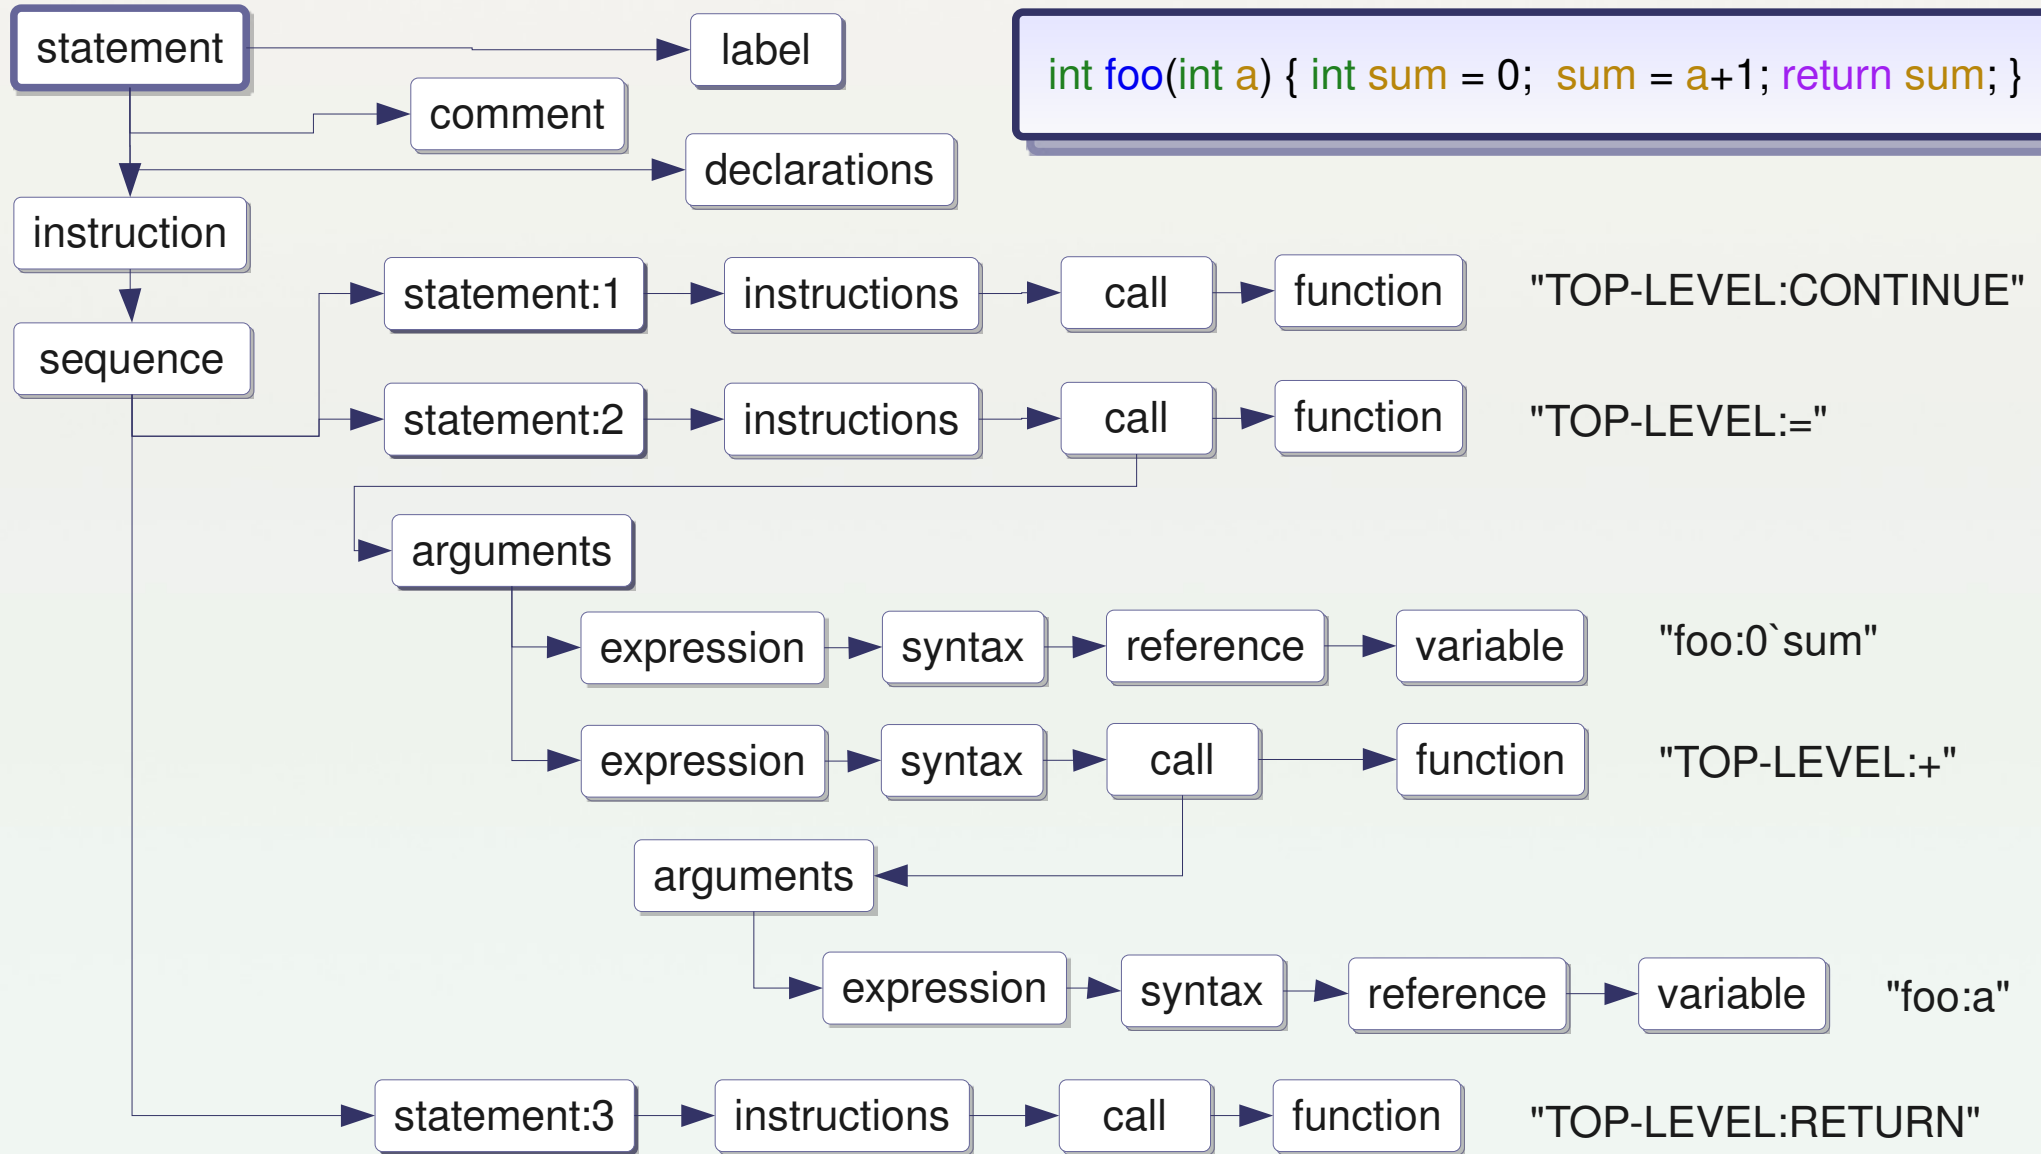 statement
label
int foo(int a) { int sum = 0;  sum = a+1; return sum; }
comment
declarations
instruction
statement:1 instructions call function "TOP-LEVEL:CONTINUE"
sequence
statement:2 instructions call function "TOP-LEVEL:="
arguments
expression syntax reference variable "foo:0`sum"
expression syntax call function "TOP-LEVEL:+"
arguments
expression syntax reference variable "foo:a"
statement:3 instructions call function "TOP-LEVEL:RETURN"